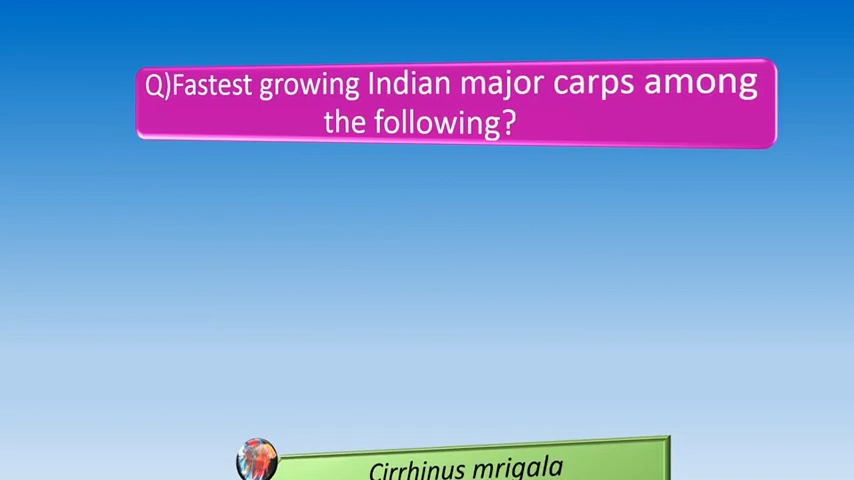 Q)Fastest growing Indian major carps among
the following?
Cirrhinus mrigala